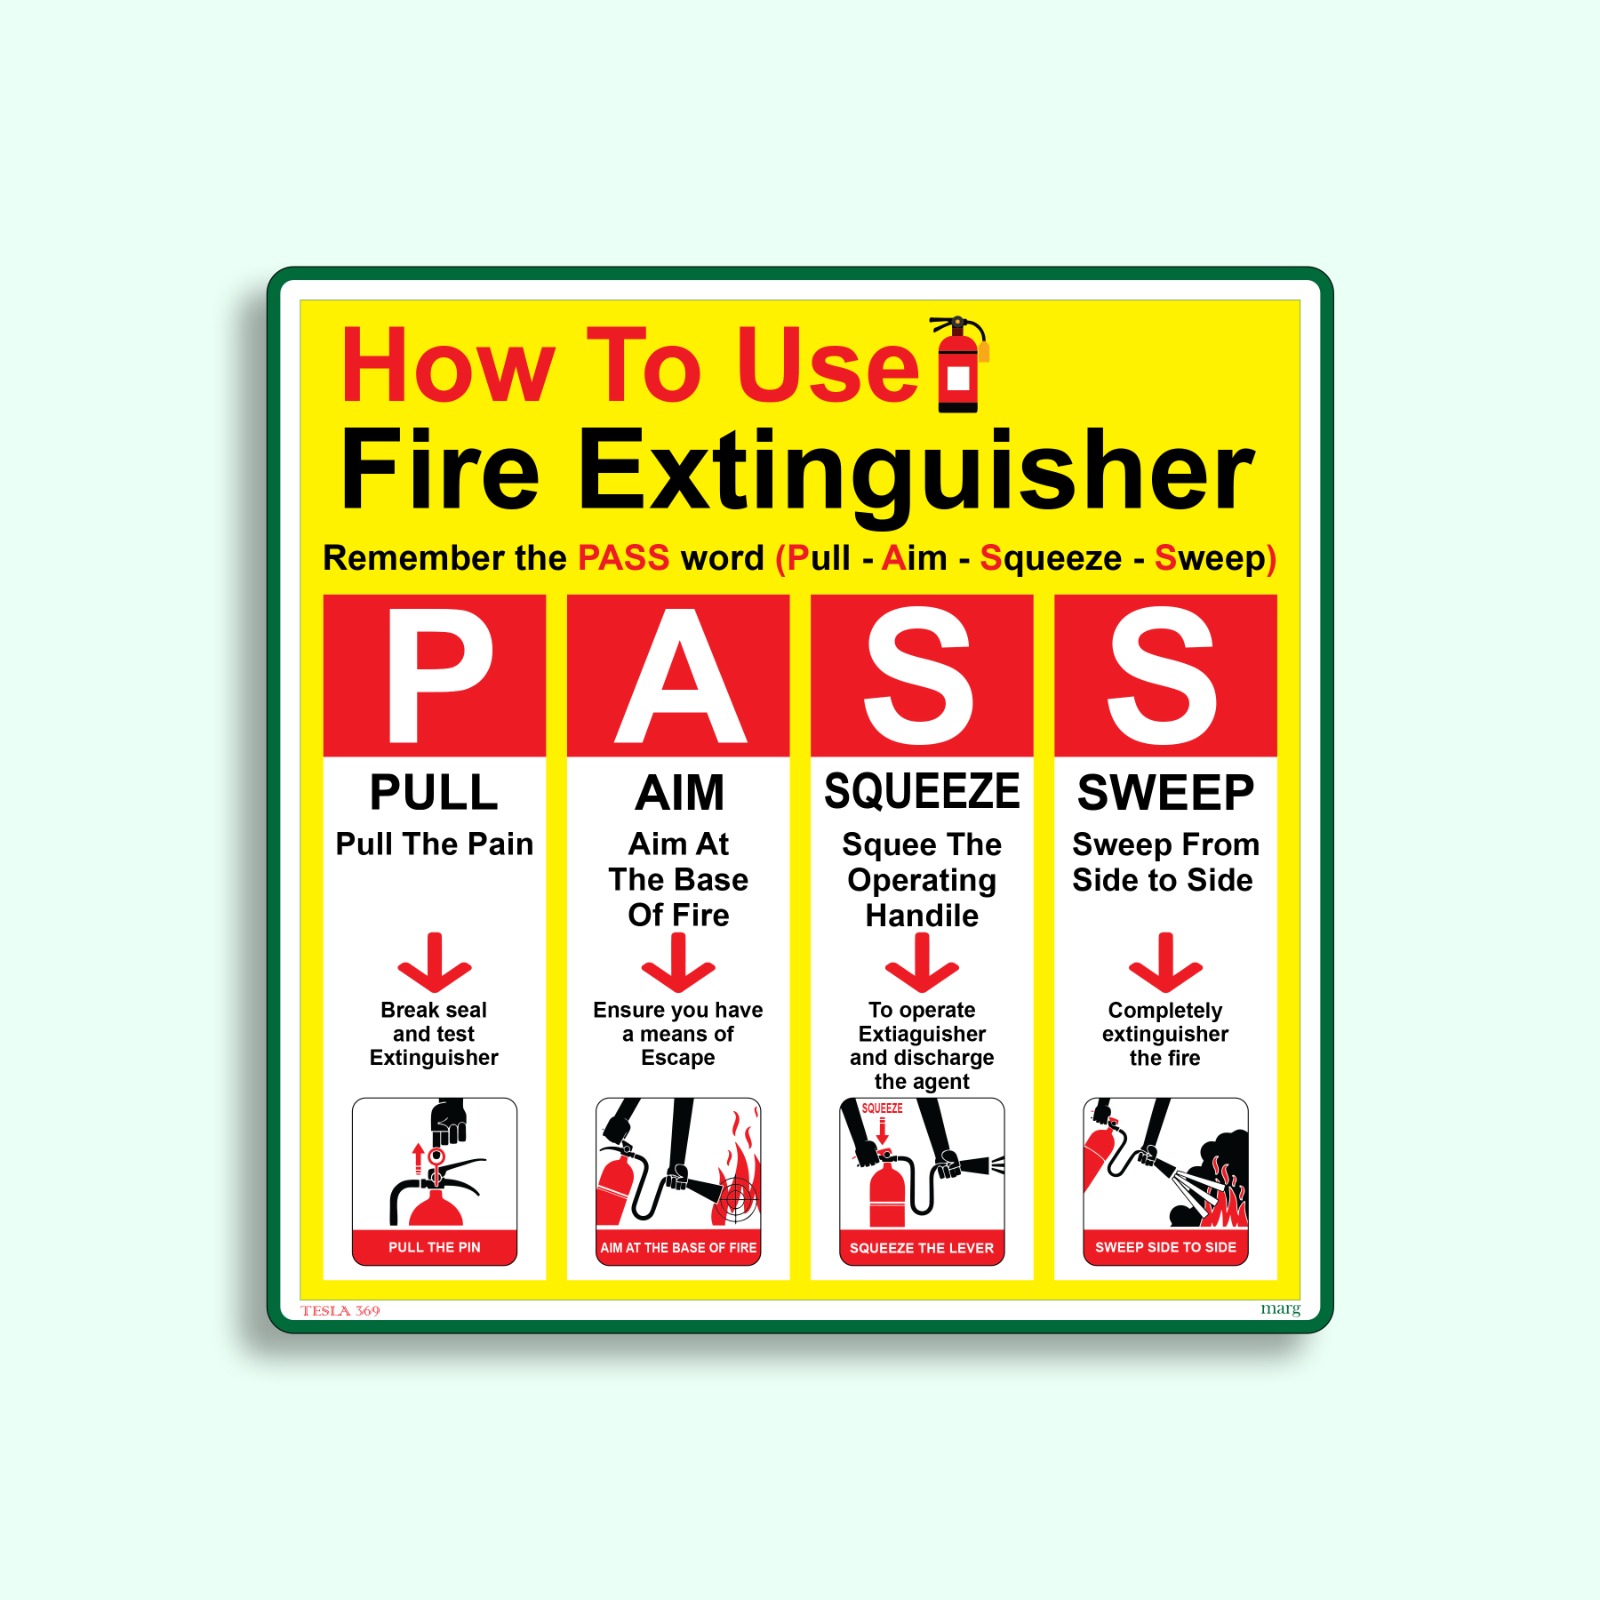 How To Use
Fire Extinguisher
Remember the PASS word (Pull - Aim - Squeeze - Sweep)
P
PULL
Pull The Pain
Break seal
and test
Extinguisher
PULL THE PIN
A
AIM
Aim At
The Base
Of Fire
Ensure you have
a means of
Escape
AIM AT THE BASE OF FIRE
S
SQUEEZE
Squee The
Operating
Handile
To operate
Extiaguisher
and discharge
the agent
SQUEEZE
SQUEEZE THE LEVER
S
SWEEP
Sweep From
Side to Side
Completely
extinguisher
the fire
SWEEP SIDE TO SIDE
TESLA 369
marg